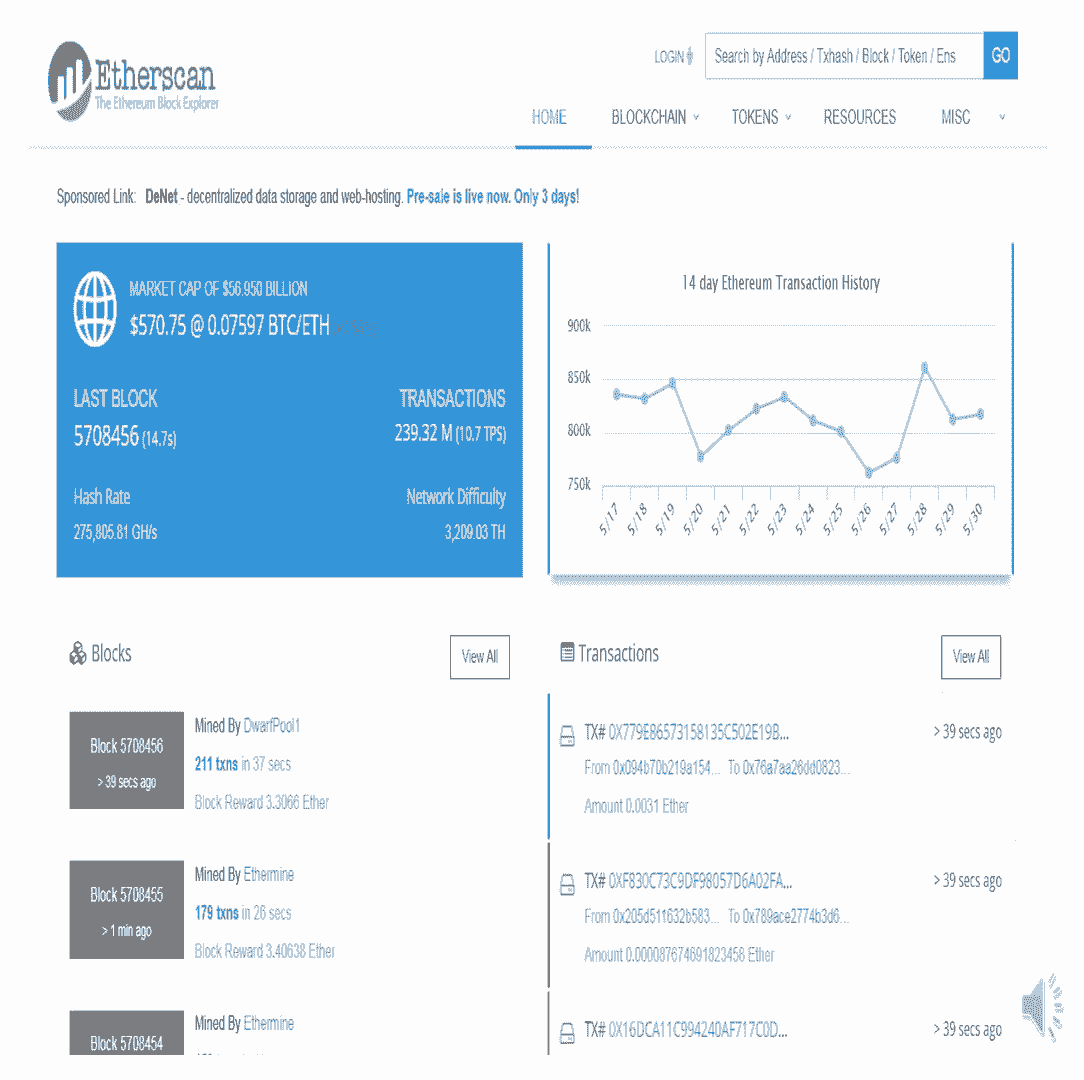 LOGIN / Search by Address / Txhash / Block / Token / Ens GO
Etherscan
The Ethereum Block Explorer
HOME BLOCKCHAIN TOKENS RESOURCES MISC
Sponsored Link: DeNet - decentralized data storage and web-hosting. Pre-sale is live now. Only 3 days!
MARKET CAP OF $56.950 BILLION
$570.75 @ 0.07597 BTC/ETH
LAST BLOCK
5708456 (14.7s)
TRANSACTIONS
239.32 M (10.7 TPS)
Hash Rate
275,805.81 GH/s
Network Difficulty
3,209.03 TH
14 day Ethereum Transaction History
900k
850k
800k
750k
5/17 5/18 5/19 5/20 5/21 5/22 5/23 5/24 5/25 5/26 5/27 5/28 5/29 5/30
Blocks View All
Block 5708456
> 39 secs ago
Mined By DwarfPool1
211 txns in 37 secs
Block Reward 3.3066 Ether
Block 5708455
> 1 min ago
Mined By Ethermine
179 txns in 26 secs
Block Reward 3.40638 Ether
Block 5708454
Mined By Ethermine
Transactions View All
TX# 0X779E86573158135C502E19B... > 39 secs ago
From 0x094b70b219a154... To 0x76a7aa26dd0823...
Amount 0.0031 Ether
TX# 0XF830C73C9DF98057D6A02FA... > 39 secs ago
From 0x205d511632b583... To 0x789ace2774b3d6...
Amount 0.000087674691823458 Ether
TX# 0X16DCA11C994240AF717C0D... > 39 secs ago